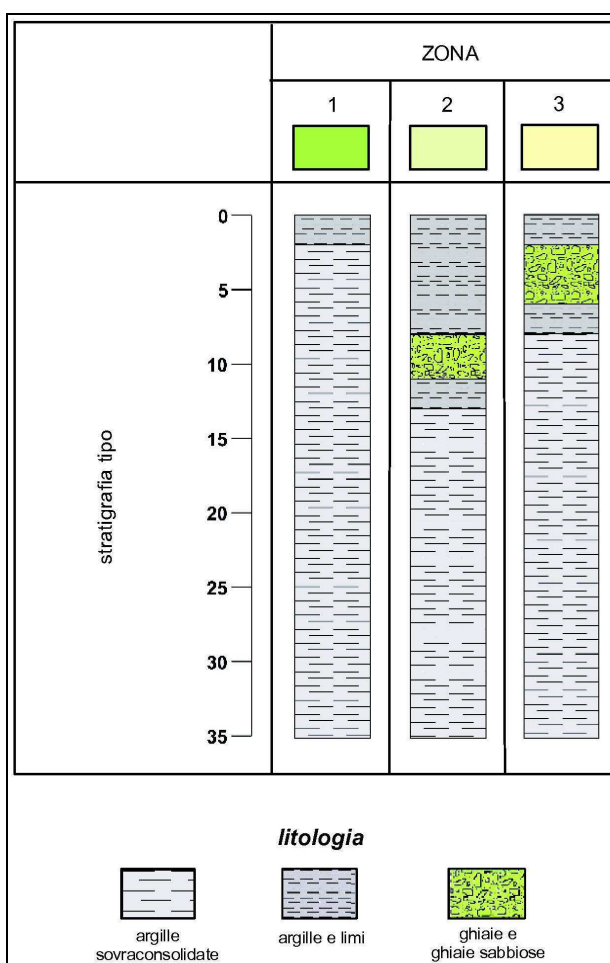 ZONA
1 2 3
stratigrafia tipo
0
5
10
15
20
25
30
35
litologia
argille
sovraconsolidate
argille e limi
ghiaie e
ghiaie sabbiose